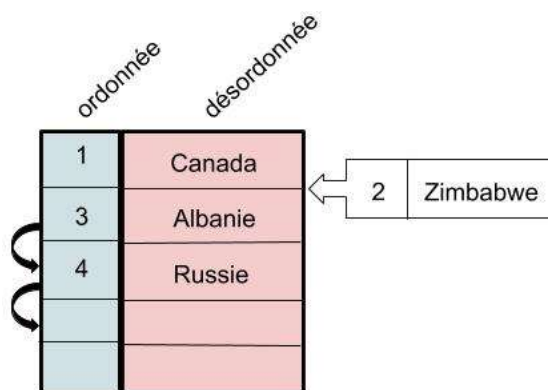 ordonnée désordonnée
1 Canada
2 Zimbabwe
3 Albanie
4 Russie